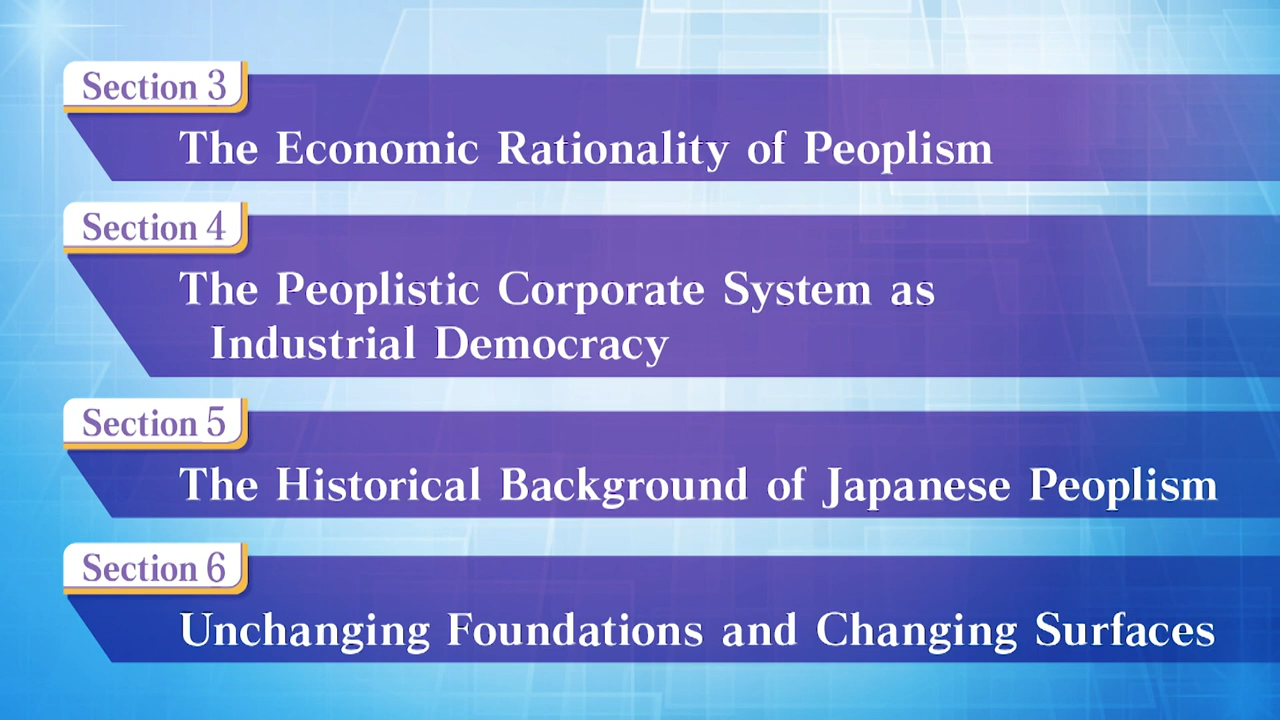 Section 3
The Economic Rationality of Peoplism
Section 4
The Peoplistic Corporate System as
Industrial Democracy
Section 5
The Historical Background of Japanese Peoplism
Section 6
Unchanging Foundations and Changing Surfaces